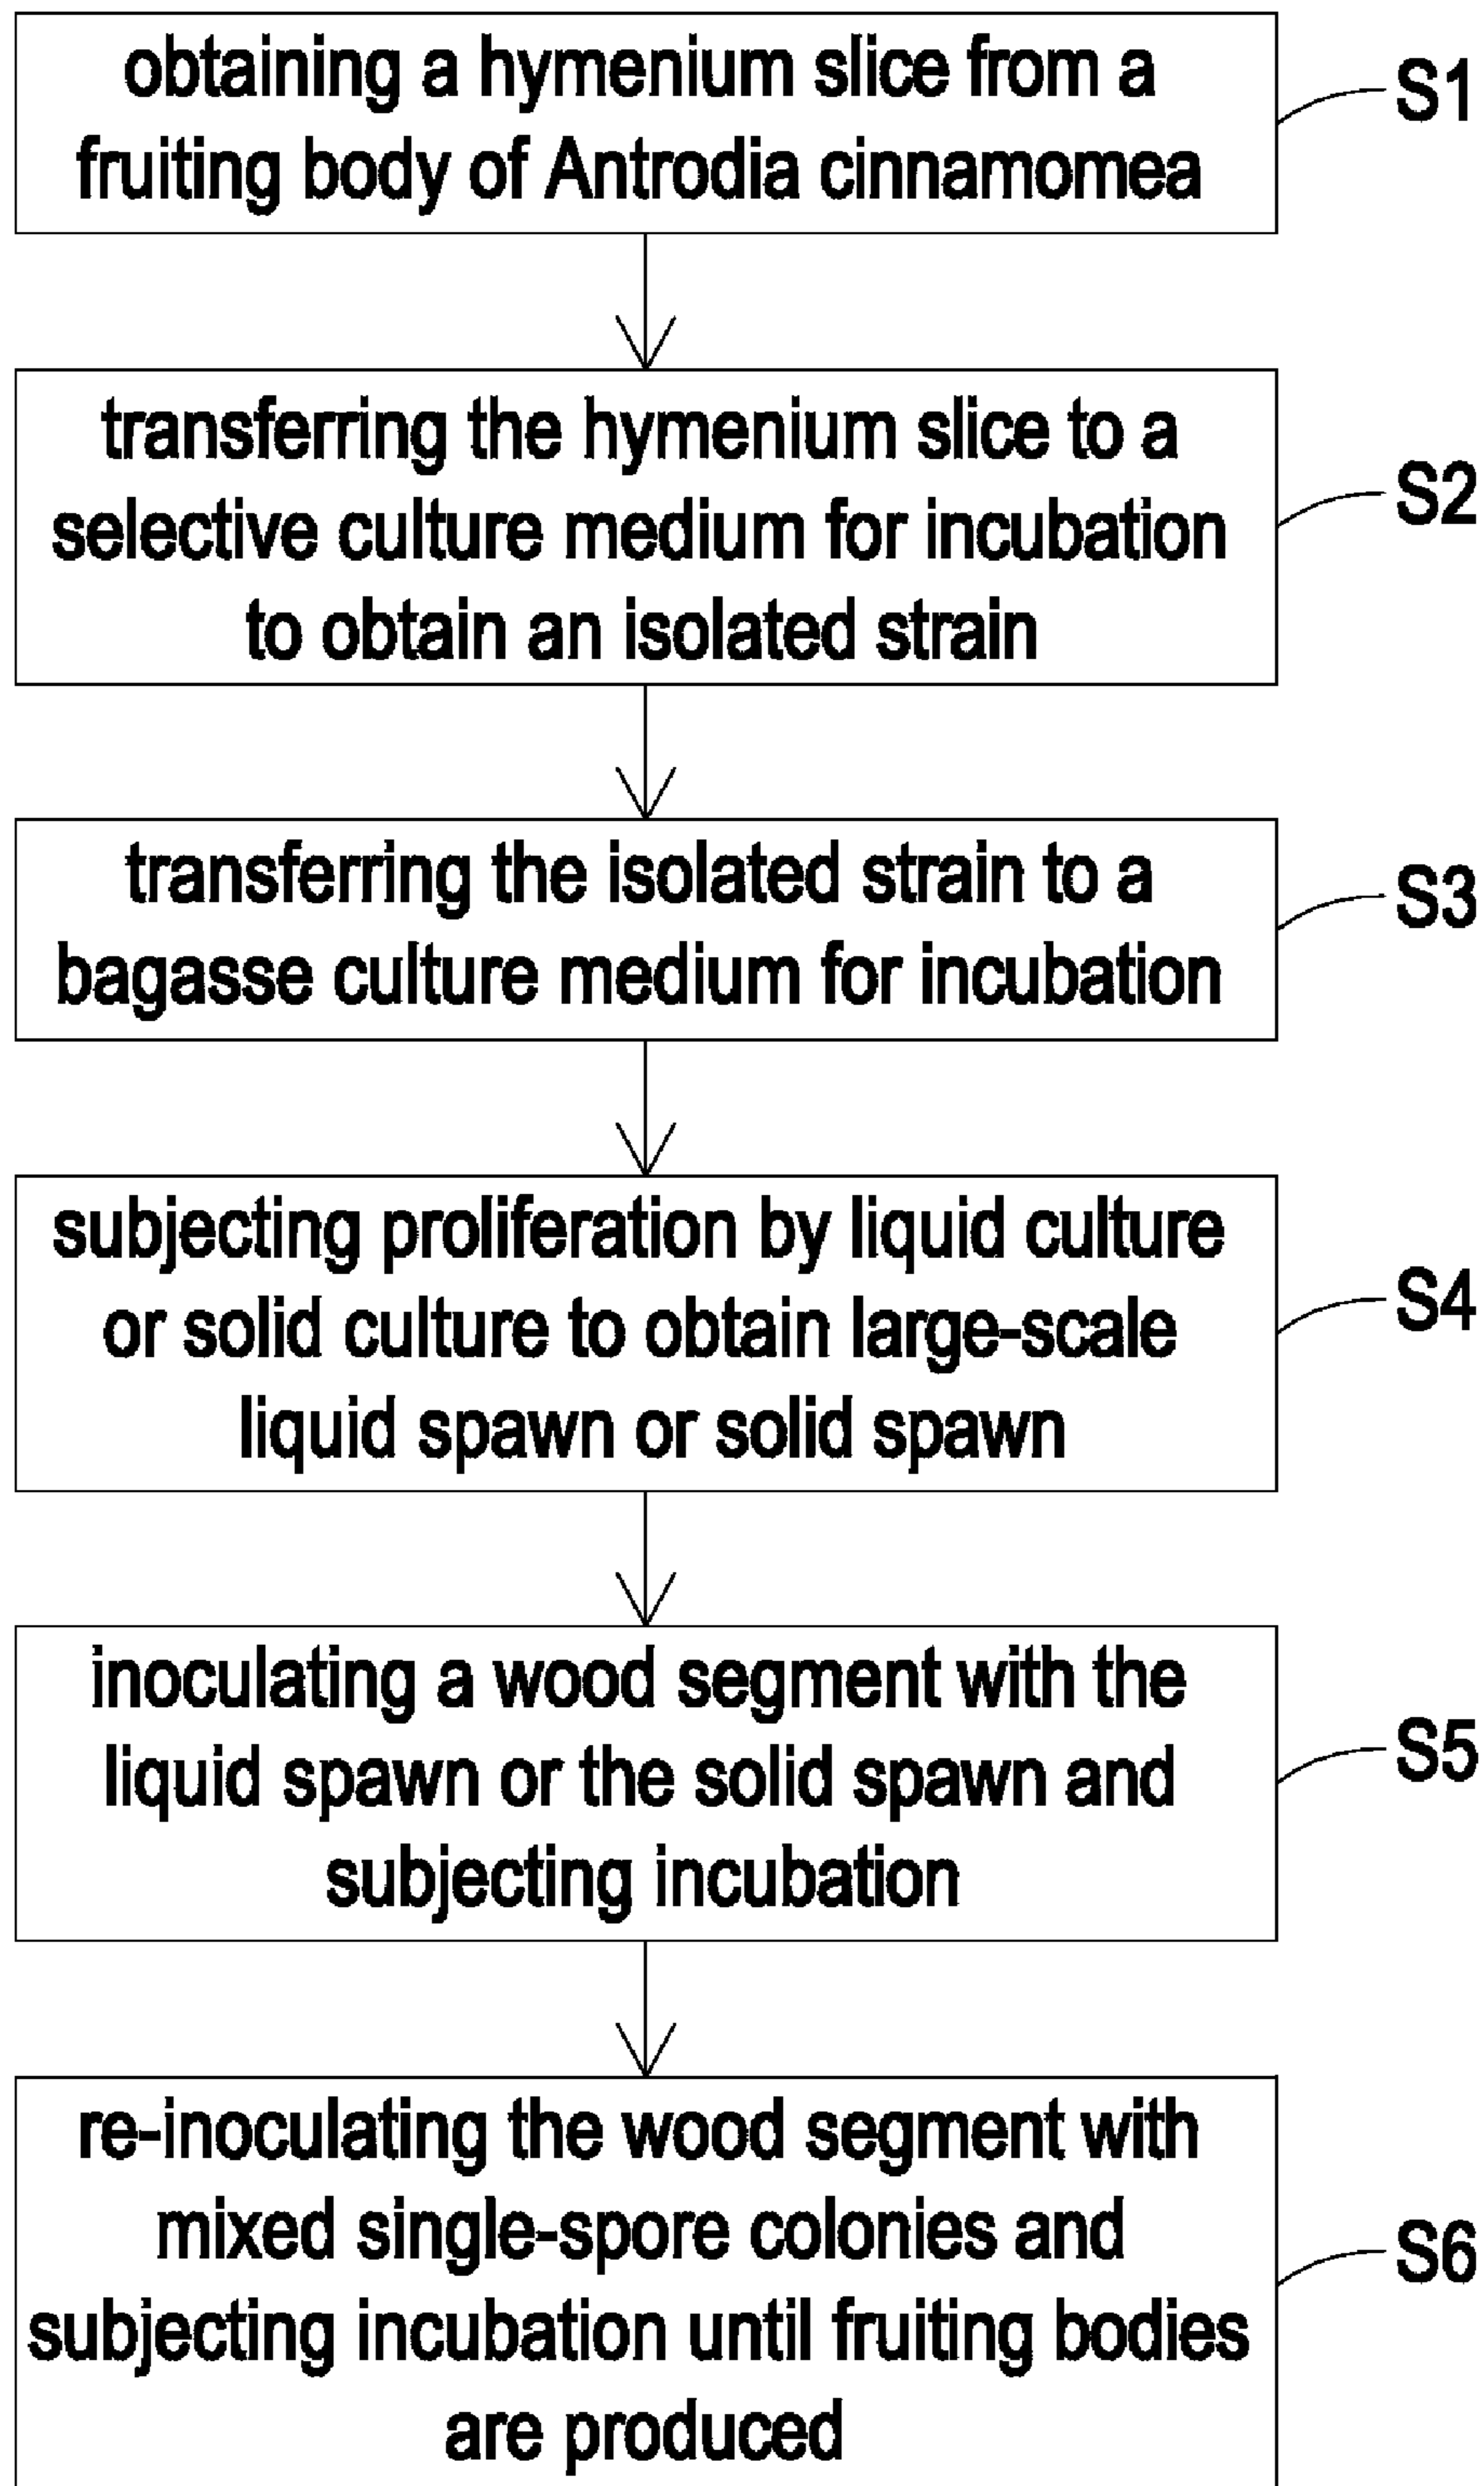 obtaining a hymenium slice from a
fruiting body of Antrodia cinnamomea
S1
transferring the hymenium slice to a
selective culture medium for incubation
to obtain an isolated strain
S2
transferring the isolated strain to a
bagasse culture medium for incubation
S3
subjecting proliferation by liquid culture
or solid culture to obtain large-scale
liquid spawn or solid spawn
S4
inoculating a wood segment with the
liquid spawn or the solid spawn and
subjecting incubation
S5
re-inoculating the wood segment with
mixed single-spore colonies and
subjecting incubation until fruiting bodies
are produced
S6